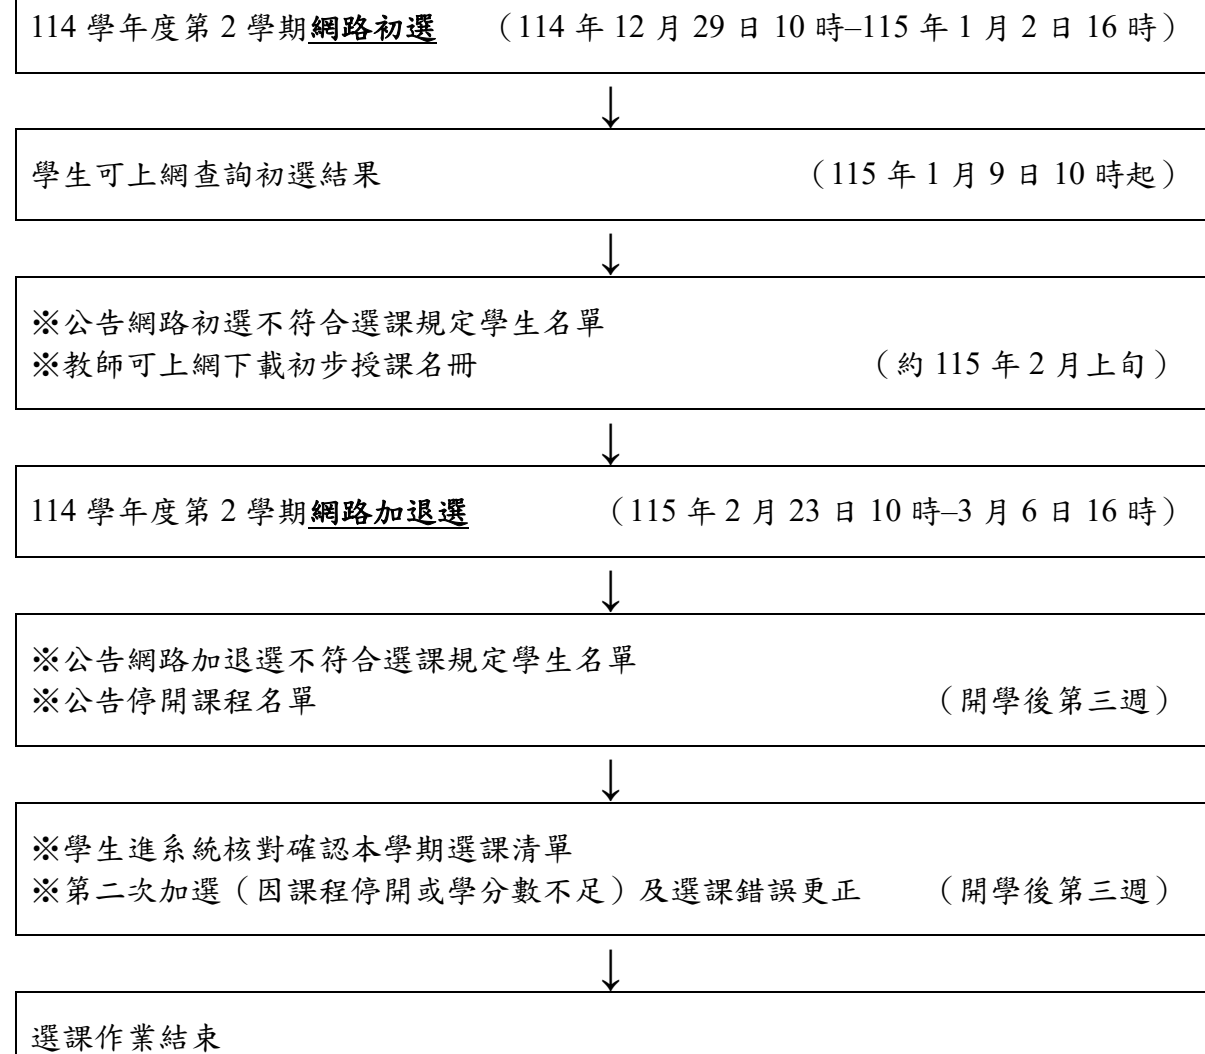 114 學年度第 2 學期網路初選 （114 年 12 月 29 日 10 時–115 年 1 月 2 日 16 時）
↓
學生可上網查詢初選結果 （115 年 1 月 9 日 10 時起）
↓
※公告網路初選不符合選課規定學生名單
※教師可上網下載初步授課名冊 （約 115 年 2 月上旬）
↓
114 學年度第 2 學期網路加退選 （115 年 2 月 23 日 10 時–3 月 6 日 16 時）
↓
※公告網路加退選不符合選課規定學生名單
※公告停開課程名單 （開學後第三週）
↓
※學生進系統核對確認本學期選課清單
※第二次加選（因課程停開或學分數不足）及選課錯誤更正 （開學後第三週）
↓
選課作業結束